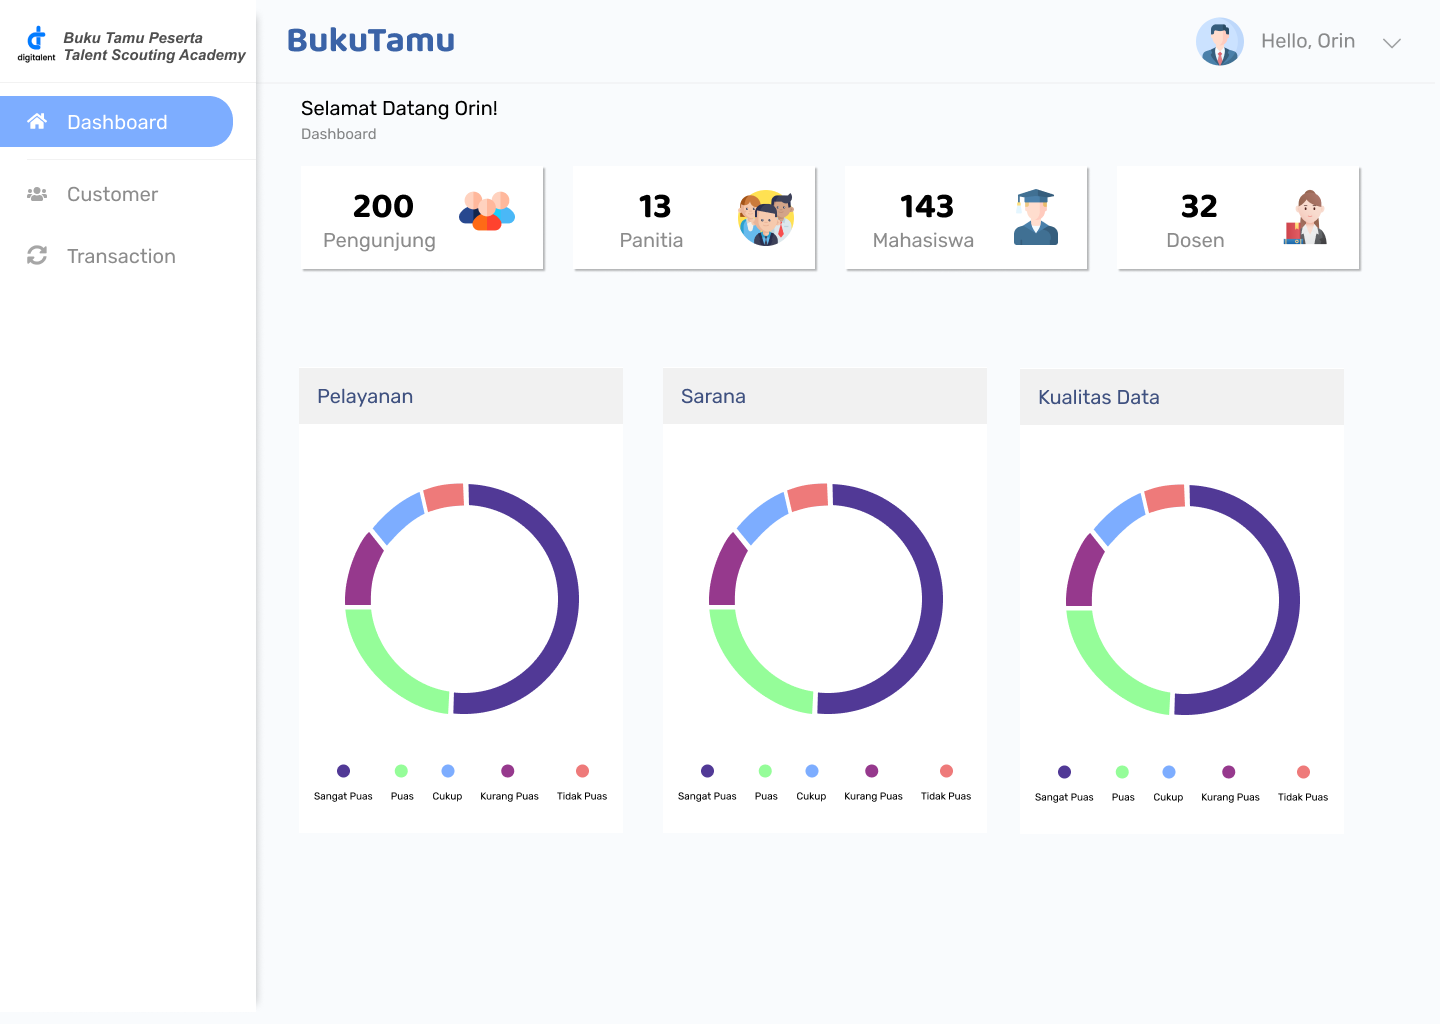 digitalent
Buku Tamu Peserta
Talent Scouting Academy
BukuTamu
Hello, Orin
Dashboard
Customer
Transaction
Selamat Datang Orin!
Dashboard
200
Pengunjung
13
Panitia
143
Mahasiswa
32
Dosen
Pelayanan
Sangat Puas Puas Cukup Kurang Puas Tidak Puas
Sarana
Sangat Puas Puas Cukup Kurang Puas Tidak Puas
Kualitas Data
Sangat Puas Puas Cukup Kurang Puas Tidak Puas